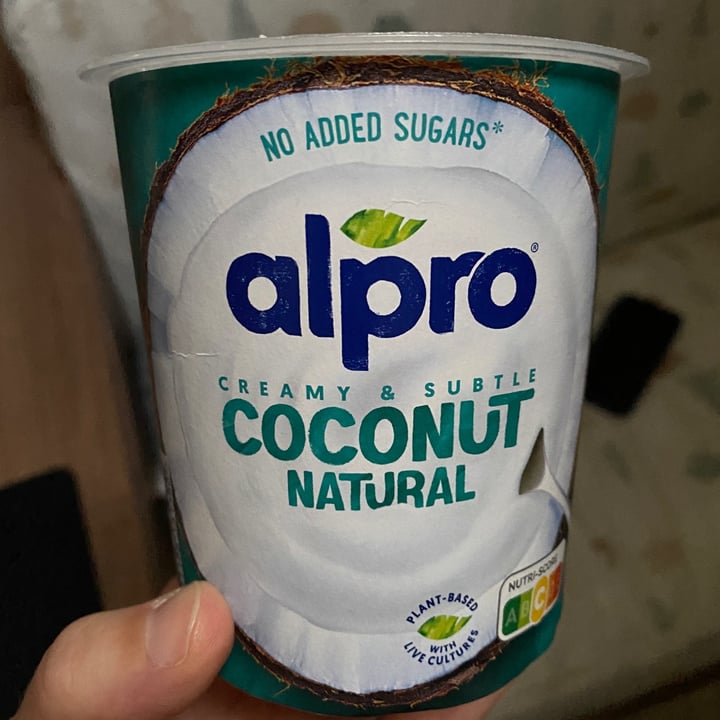 NO ADDED SUGARS*
alpro®
CREAMY & SUBTLE
COCONUT
NATURAL
NUTRI-SCORE
A B C
PLANT-BASED
WITH
LIVE CULTURES